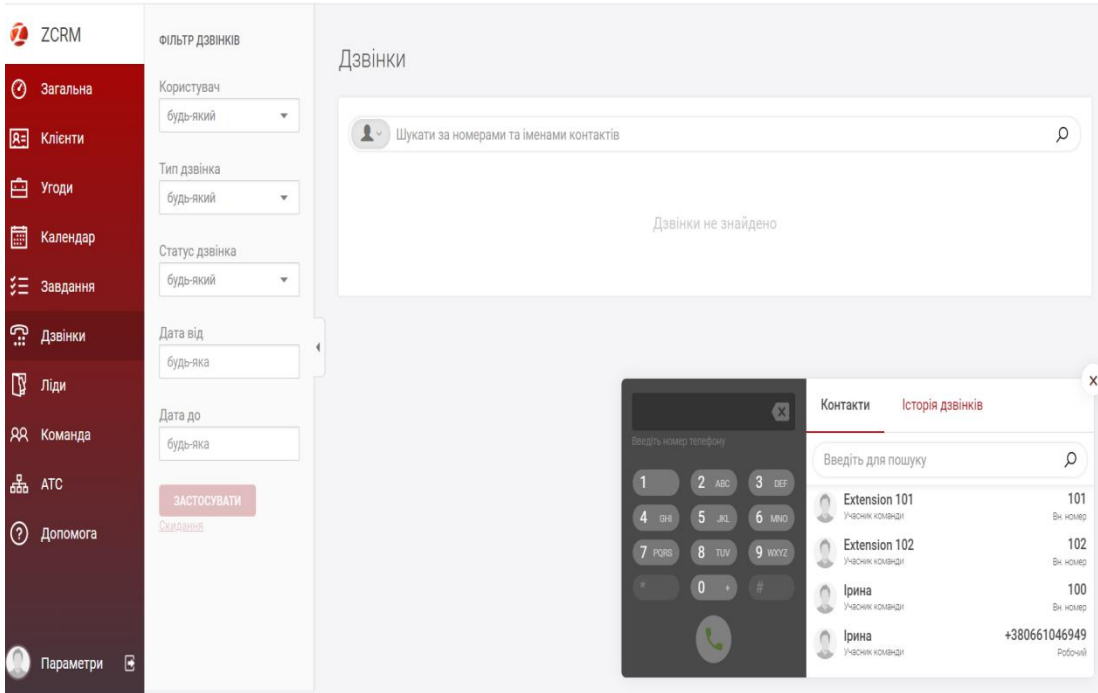 ZCRM
Загальна
Клієнти
Угоди
Календар
Завдання
Дзвінки
Ліди
Команда
АТС
Допомога
Параметри
ФІЛЬТР ДЗВІНКІВ
Користувач
будь-який
Тип дзвінка
будь-який
Статус дзвінка
будь-який
Дата від
будь-яка
Дата до
будь-яка
ЗАСТОСУВАТИ
Скидання
Дзвінки
Шукати за номерами та іменами контактів
Дзвінки не знайдено
Введіть номер телефону
1 2 ABC 3 DEF
4 GHI 5 JKL 6 MNO
7 PQRS 8 TUV 9 WXYZ
* 0 + #
x
Контакти Історія дзвінків
Введіть для пошуку
Extension 101 101
Учасник команди Вн. номер
Extension 102 102
Учасник команди Вн. номер
Ірина 100
Учасник команди Вн. номер
Ірина +380661046949
Учасник команди Робочий